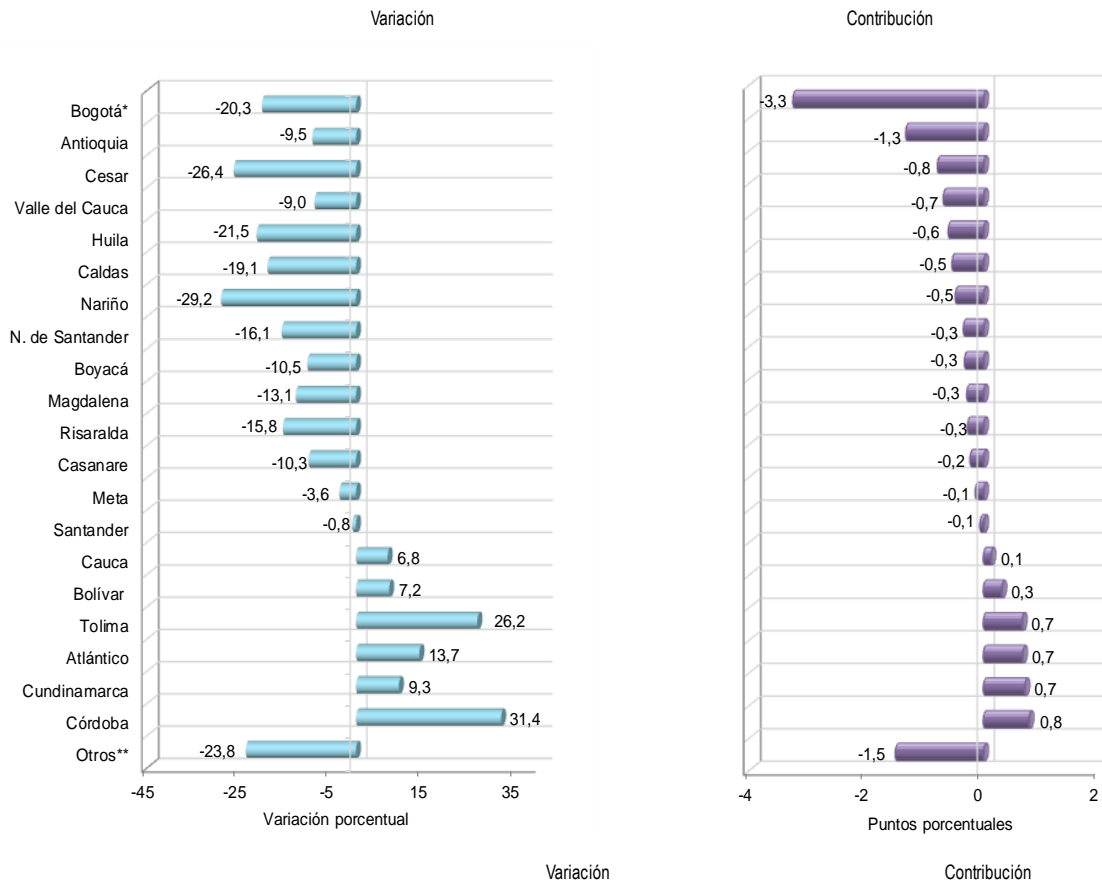 Variación
Contribución
Bogotá* -20,3 -3,3
Antioquia -9,5 -1,3
Cesar -26,4 -0,8
Valle del Cauca -9,0 -0,7
Huila -21,5 -0,6
Caldas -19,1 -0,5
Nariño -29,2 -0,5
N. de Santander -16,1 -0,3
Boyacá -10,5 -0,3
Magdalena -13,1 -0,3
Risaralda -15,8 -0,3
Casanare -10,3 -0,2
Meta -3,6 -0,1
Santander -0,8 -0,1
Cauca 6,8 0,1
Bolívar 7,2 0,3
Tolima 26,2 0,7
Atlántico 13,7 0,7
Cundinamarca 9,3 0,7
Córdoba 31,4 0,8
Otros** -23,8 -1,5
-45 -25 -5 15 35
Variación porcentual
-4 -2 0 2
Puntos porcentuales
Variación
Contribución